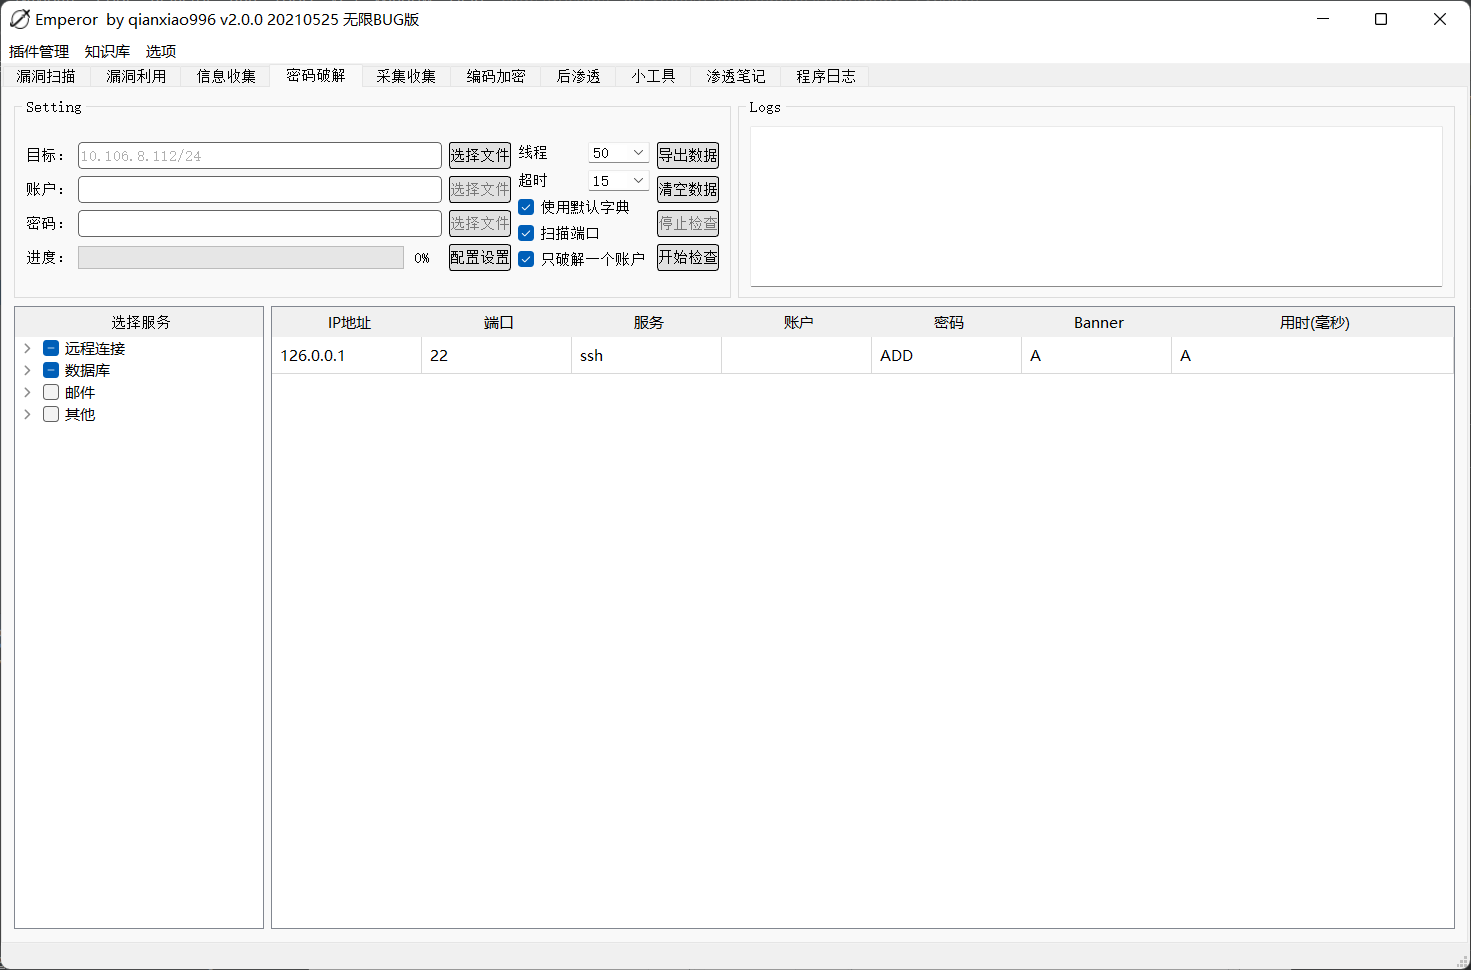 Emperor  by qianxiao996 v2.0.0 20210525 无限BUG版
插件管理 知识库 选项
漏洞扫描 漏洞利用 信息收集 密码破解 采集收集 编码加密 后渗透 小工具 渗透笔记 程序日志
Setting
目标： 10.106.8.112/24 选择文件 线程 50 导出数据
账户： 选择文件 超时 15 清空数据
使用默认字典
密码： 选择文件 扫描端口 停止检查
进度： 0% 配置设置 只破解一个账户 开始检查
Logs
选择服务
远程连接
数据库
邮件
其他
IP地址 端口 服务 账户 密码 Banner 用时(毫秒)
126.0.0.1 22 ssh ADD A A